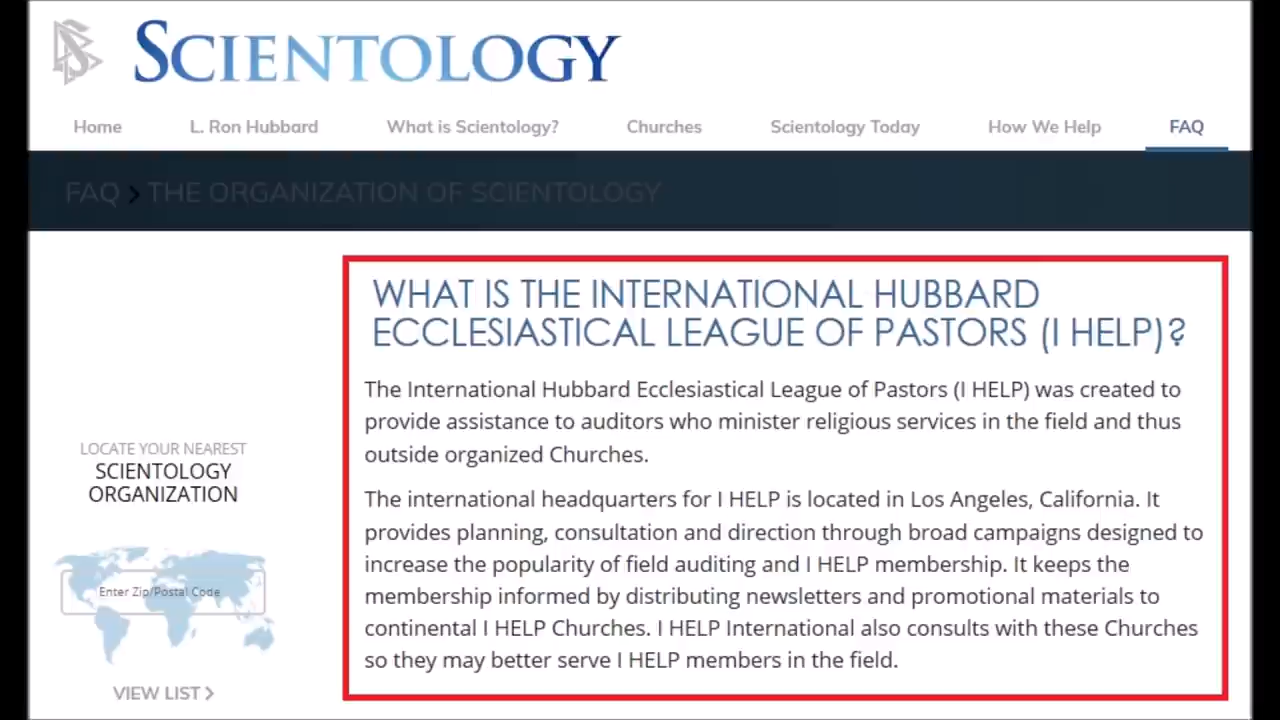 SCIENTOLOGY
Home L. Ron Hubbard What is Scientology? Churches Scientology Today How We Help FAQ
FAQ > THE ORGANIZATION OF SCIENTOLOGY
WHAT IS THE INTERNATIONAL HUBBARD
ECCLESIASTICAL LEAGUE OF PASTORS (I HELP)?
The International Hubbard Ecclesiastical League of Pastors (I HELP) was created to
provide assistance to auditors who minister religious services in the field and thus
outside organized Churches.
The international headquarters for I HELP is located in Los Angeles, California. It
provides planning, consultation and direction through broad campaigns designed to
increase the popularity of field auditing and I HELP membership. It keeps the
membership informed by distributing newsletters and promotional materials to
continental I HELP Churches. I HELP International also consults with these Churches
so they may better serve I HELP members in the field.
LOCATE YOUR NEAREST
SCIENTOLOGY
ORGANIZATION
Enter Zip/Postal Code
VIEW LIST >